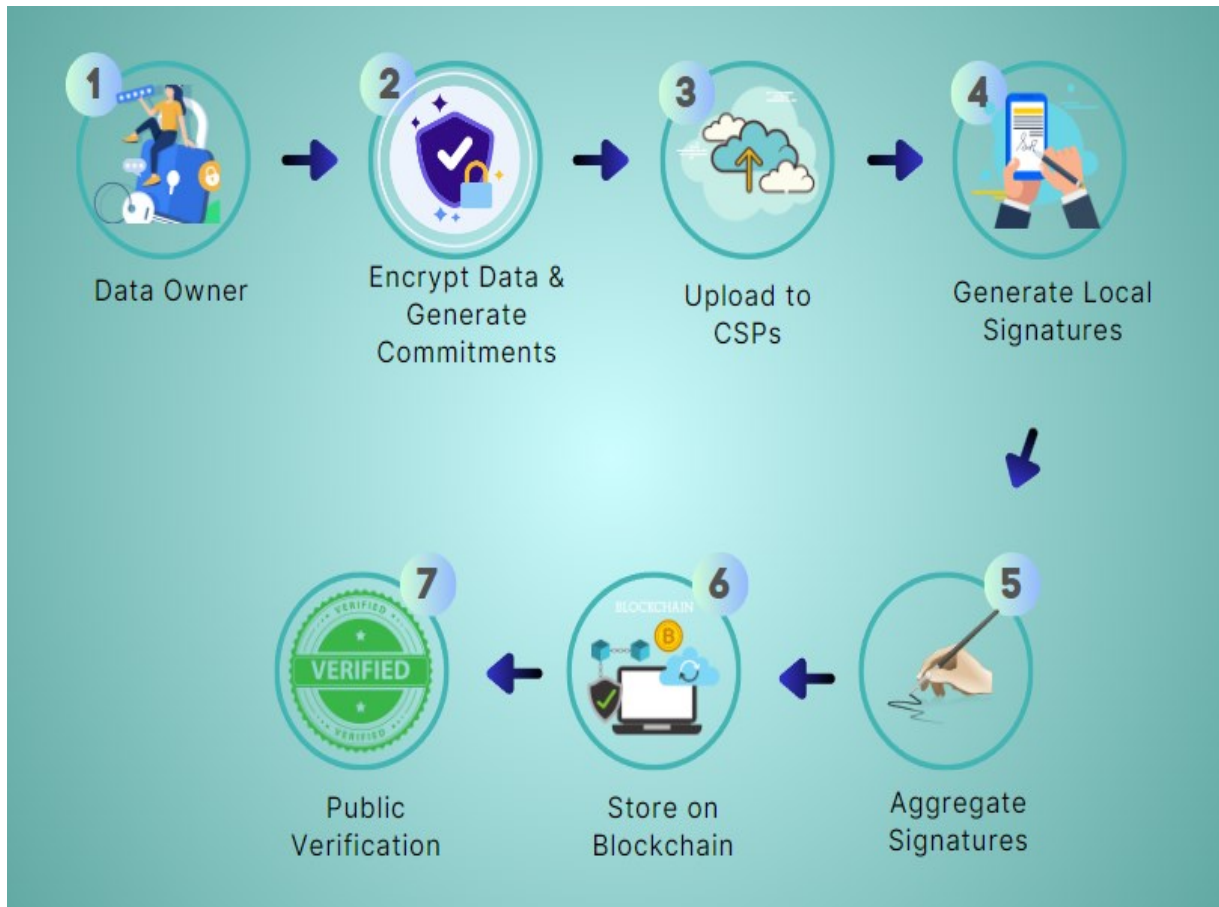 1
2
3
4
Data Owner
Encrypt Data &
Generate
Commitments
Upload to
CSPs
Generate Local
Signatures
7
6
5
VERIFIED
VERIFIED
VERIFIED
BLOCKCHAIN
B
Public
Verification
Store on
Blockchain
Aggregate
Signatures